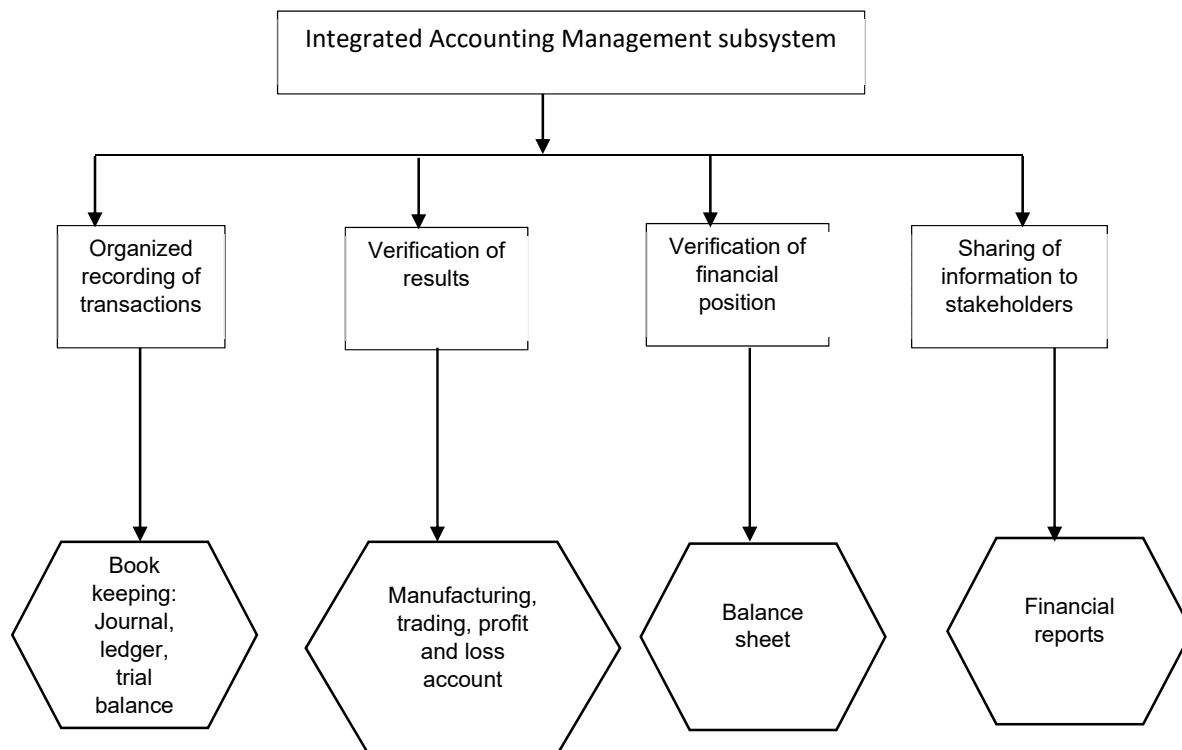 Integrated Accounting Management subsystem
Organized
recording of
transactions
Verification of
results
Verification of
financial
position
Sharing of
information to
stakeholders
Book
keeping:
Journal,
ledger,
trial
balance
Manufacturing,
trading, profit
and loss
account
Balance
sheet
Financial
reports